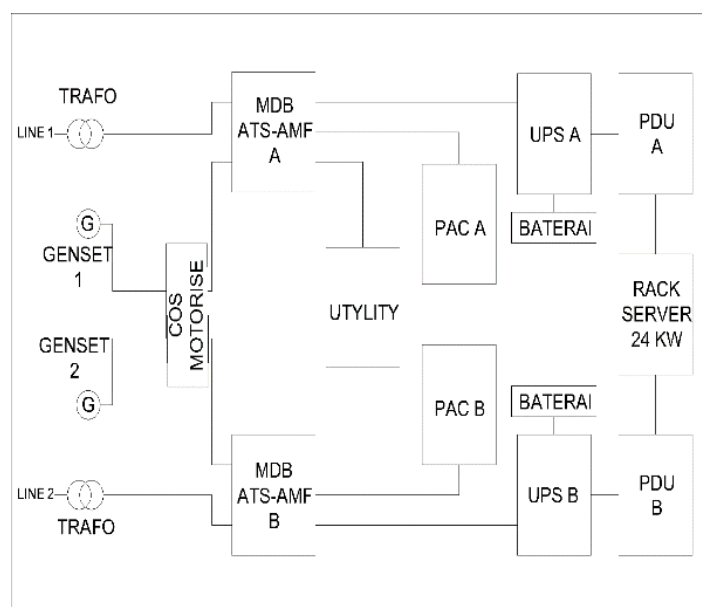 TRAFO
LINE 1
MDB
ATS-AMF
A
UPS A
PDU
A
BATERAI
PAC A
G
GENSET
1
COS
MOTORISE
UTYLITY
RACK
SERVER
24 KW
GENSET
2
G
PAC B
BATERAI
LINE 2
TRAFO
MDB
ATS-AMF
B
UPS B
PDU
B